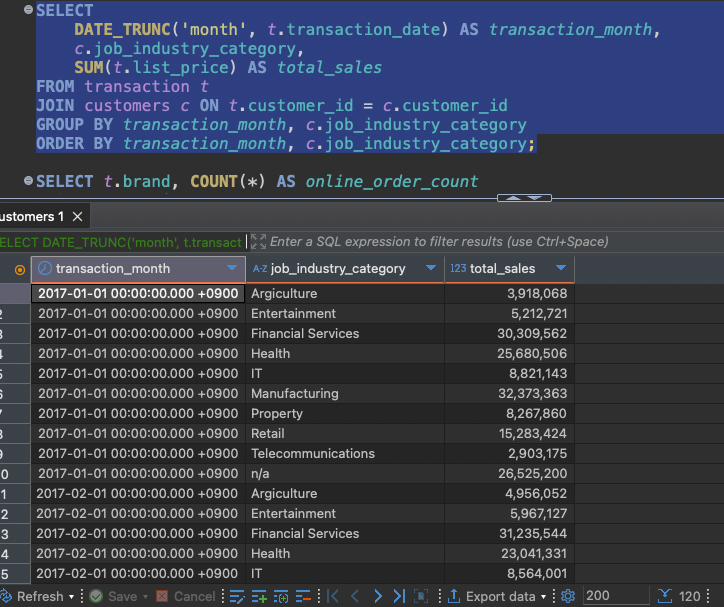 SELECT
DATE_TRUNC('month', t.transaction_date) AS transaction_month,
c.job_industry_category,
SUM(t.list_price) AS total_sales
FROM transaction t
JOIN customers c ON t.customer_id = c.customer_id
GROUP BY transaction_month, c.job_industry_category
ORDER BY transaction_month, c.job_industry_category;
SELECT t.brand, COUNT(*) AS online_order_count
ustomers 1
ELECT DATE_TRUNC('month', t.transact Enter a SQL expression to filter results (use Ctrl+Space)
transaction_month A-Z job_industry_category 123 total_sales
2017-01-01 00:00:00.000 +0900 Argiculture 3,918,068
2 2017-01-01 00:00:00.000 +0900 Entertainment 5,212,721
3 2017-01-01 00:00:00.000 +0900 Financial Services 30,309,562
4 2017-01-01 00:00:00.000 +0900 Health 25,680,506
5 2017-01-01 00:00:00.000 +0900 IT 8,821,143
6 2017-01-01 00:00:00.000 +0900 Manufacturing 32,373,363
7 2017-01-01 00:00:00.000 +0900 Property 8,267,860
8 2017-01-01 00:00:00.000 +0900 Retail 15,283,424
9 2017-01-01 00:00:00.000 +0900 Telecommunications 2,903,175
0 2017-01-01 00:00:00.000 +0900 n/a 26,525,200
1 2017-02-01 00:00:00.000 +0900 Argiculture 4,956,052
2 2017-02-01 00:00:00.000 +0900 Entertainment 5,967,127
3 2017-02-01 00:00:00.000 +0900 Financial Services 31,235,544
4 2017-02-01 00:00:00.000 +0900 Health 23,041,331
5 2017-02-01 00:00:00.000 +0900 IT 8,564,001
Refresh Save Cancel Export data 200 120